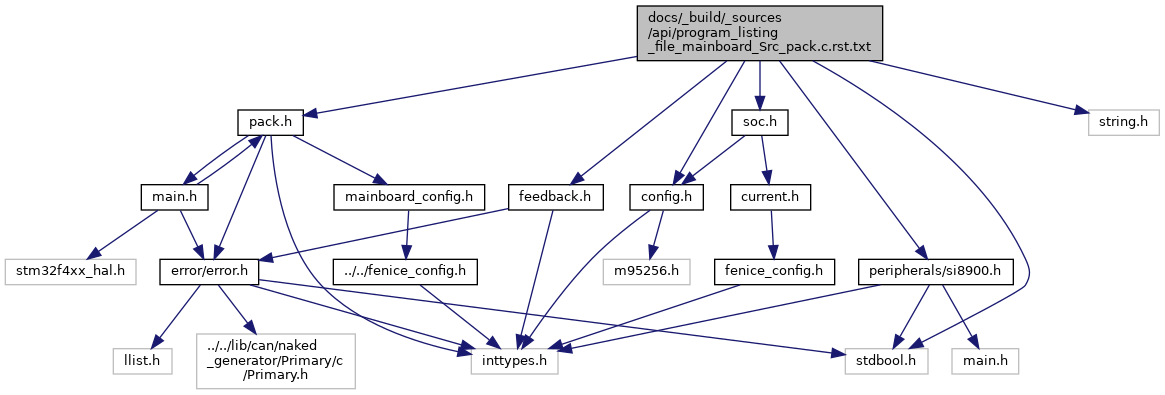 docs/_build/_sources
/api/program_listing
_file_mainboard_Src_pack.c.rst.txt
pack.h
soc.h
string.h
main.h
mainboard_config.h
feedback.h
config.h
current.h
stm32f4xx_hal.h
error/error.h
../../fenice_config.h
m95256.h
fenice_config.h
peripherals/si8900.h
llist.h
../../lib/can/naked
_generator/Primary/c
/Primary.h
inttypes.h
stdbool.h
main.h